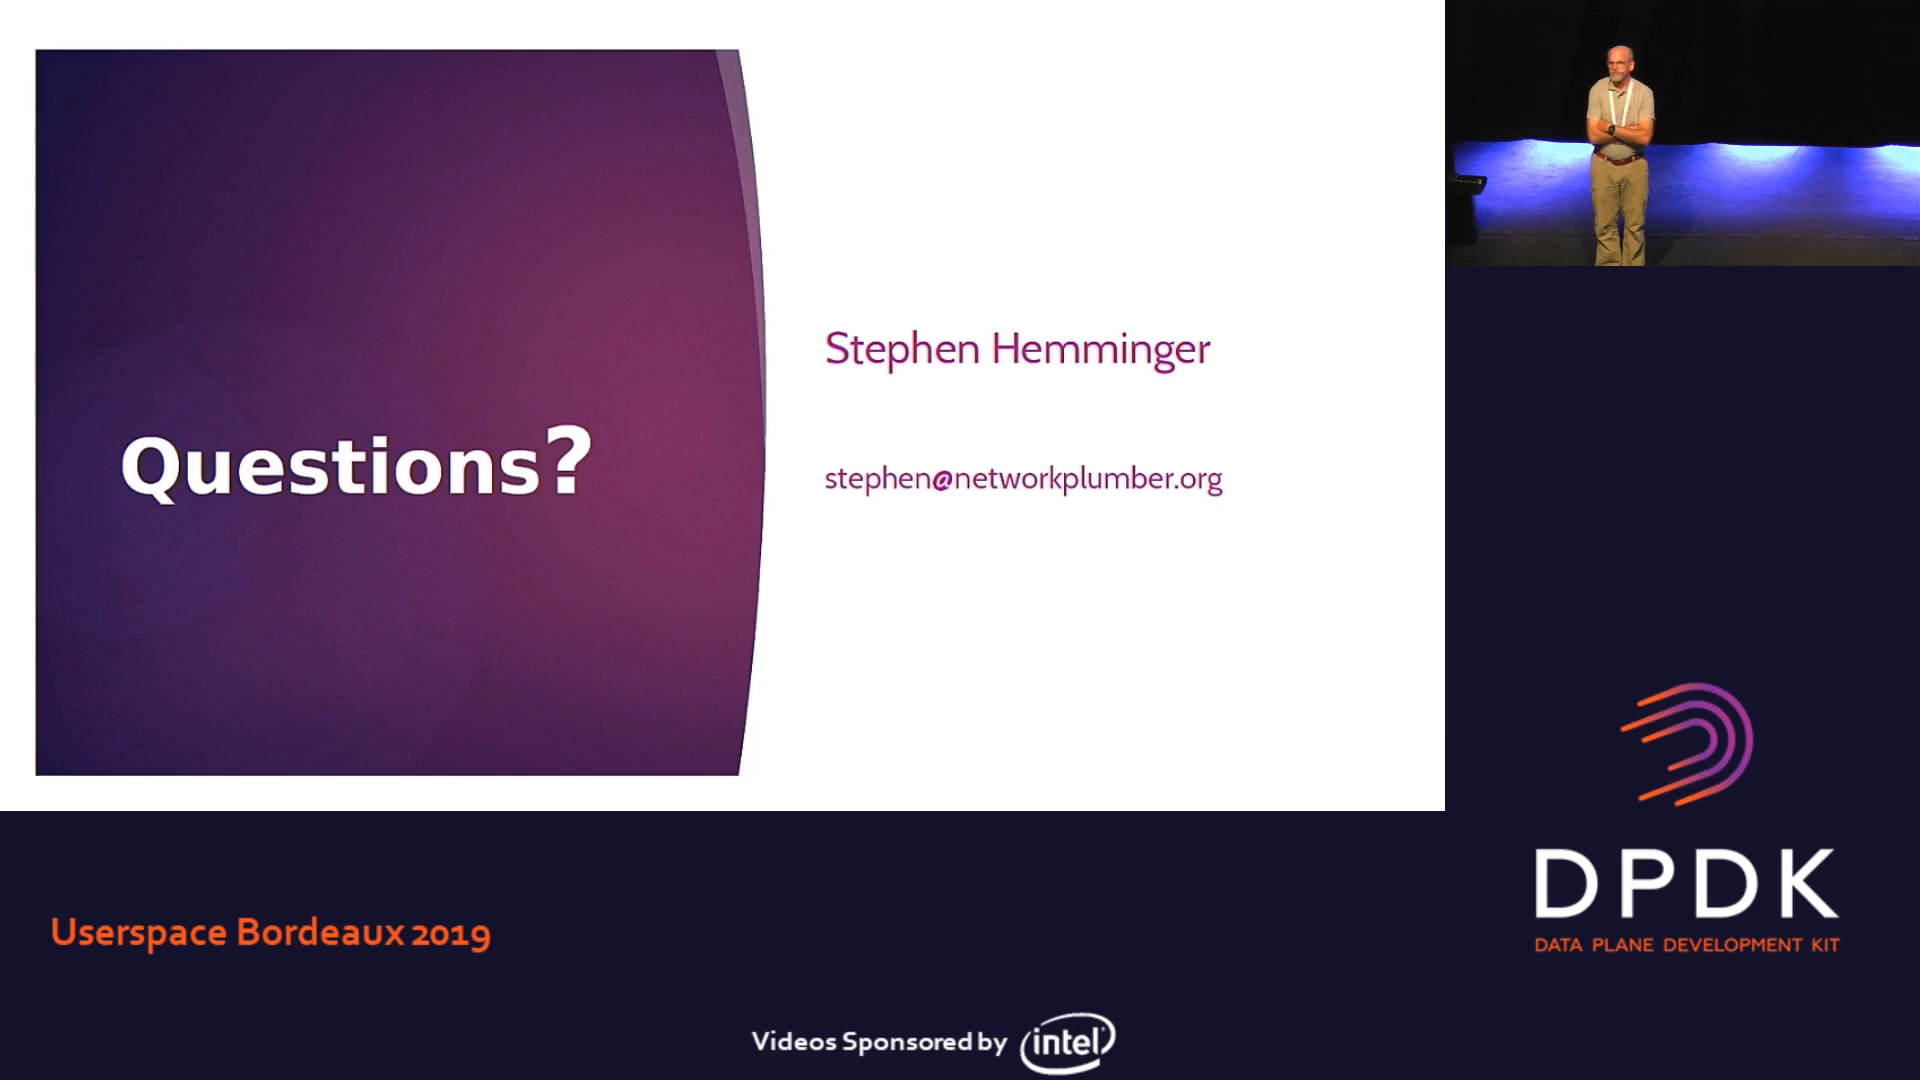 Questions?
Stephen Hemminger
stephen@networkplumber.org
DPDK
DATA PLANE DEVELOPMENT KIT
Userspace Bordeaux 2019
Videos Sponsored by intel